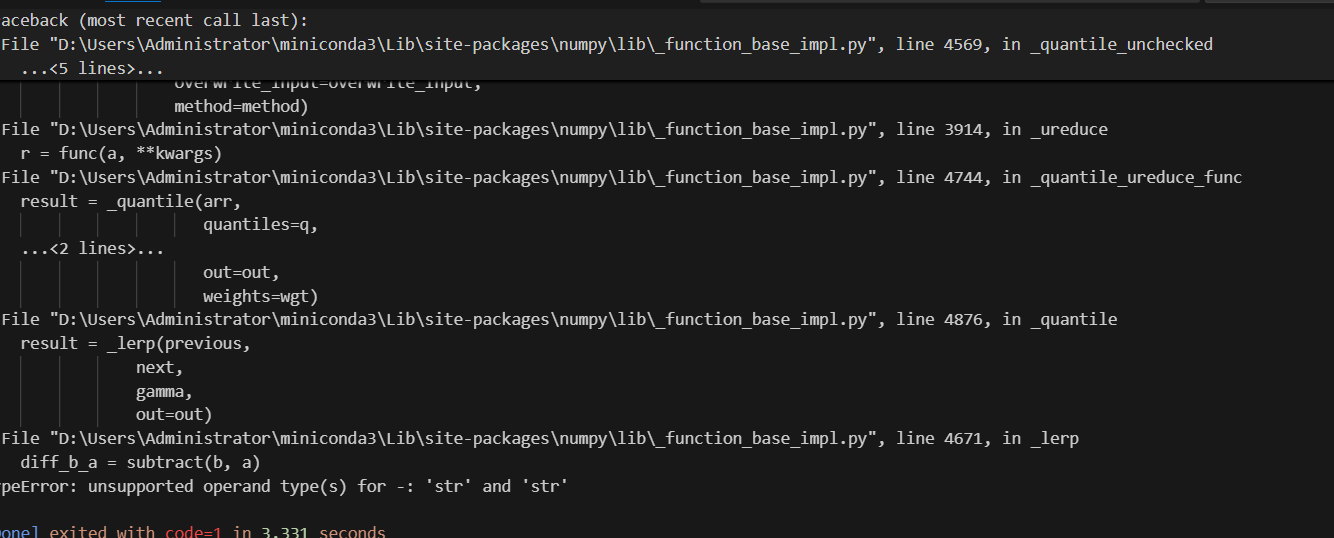 aceback (most recent call last):
File "D:\Users\Administrator\miniconda3\Lib\site-packages\numpy\lib\_function_base_impl.py", line 4569, in _quantile_unchecked
...<5 lines>...
overwrite_input=overwrite_input,
method=method)
File "D:\Users\Administrator\miniconda3\Lib\site-packages\numpy\lib\_function_base_impl.py", line 3914, in _ureduce
r = func(a, **kwargs)
File "D:\Users\Administrator\miniconda3\Lib\site-packages\numpy\lib\_function_base_impl.py", line 4744, in _quantile_ureduce_func
result = _quantile(arr,
quantiles=q,
...<2 lines>...
out=out,
weights=wgt)
File "D:\Users\Administrator\miniconda3\Lib\site-packages\numpy\lib\_function_base_impl.py", line 4876, in _quantile
result = _lerp(previous,
next,
gamma,
out=out)
File "D:\Users\Administrator\miniconda3\Lib\site-packages\numpy\lib\_function_base_impl.py", line 4671, in _lerp
diff_b_a = subtract(b, a)
peError: unsupported operand type(s) for -: 'str' and 'str'
one] exited with code=1 in 3.331 seconds